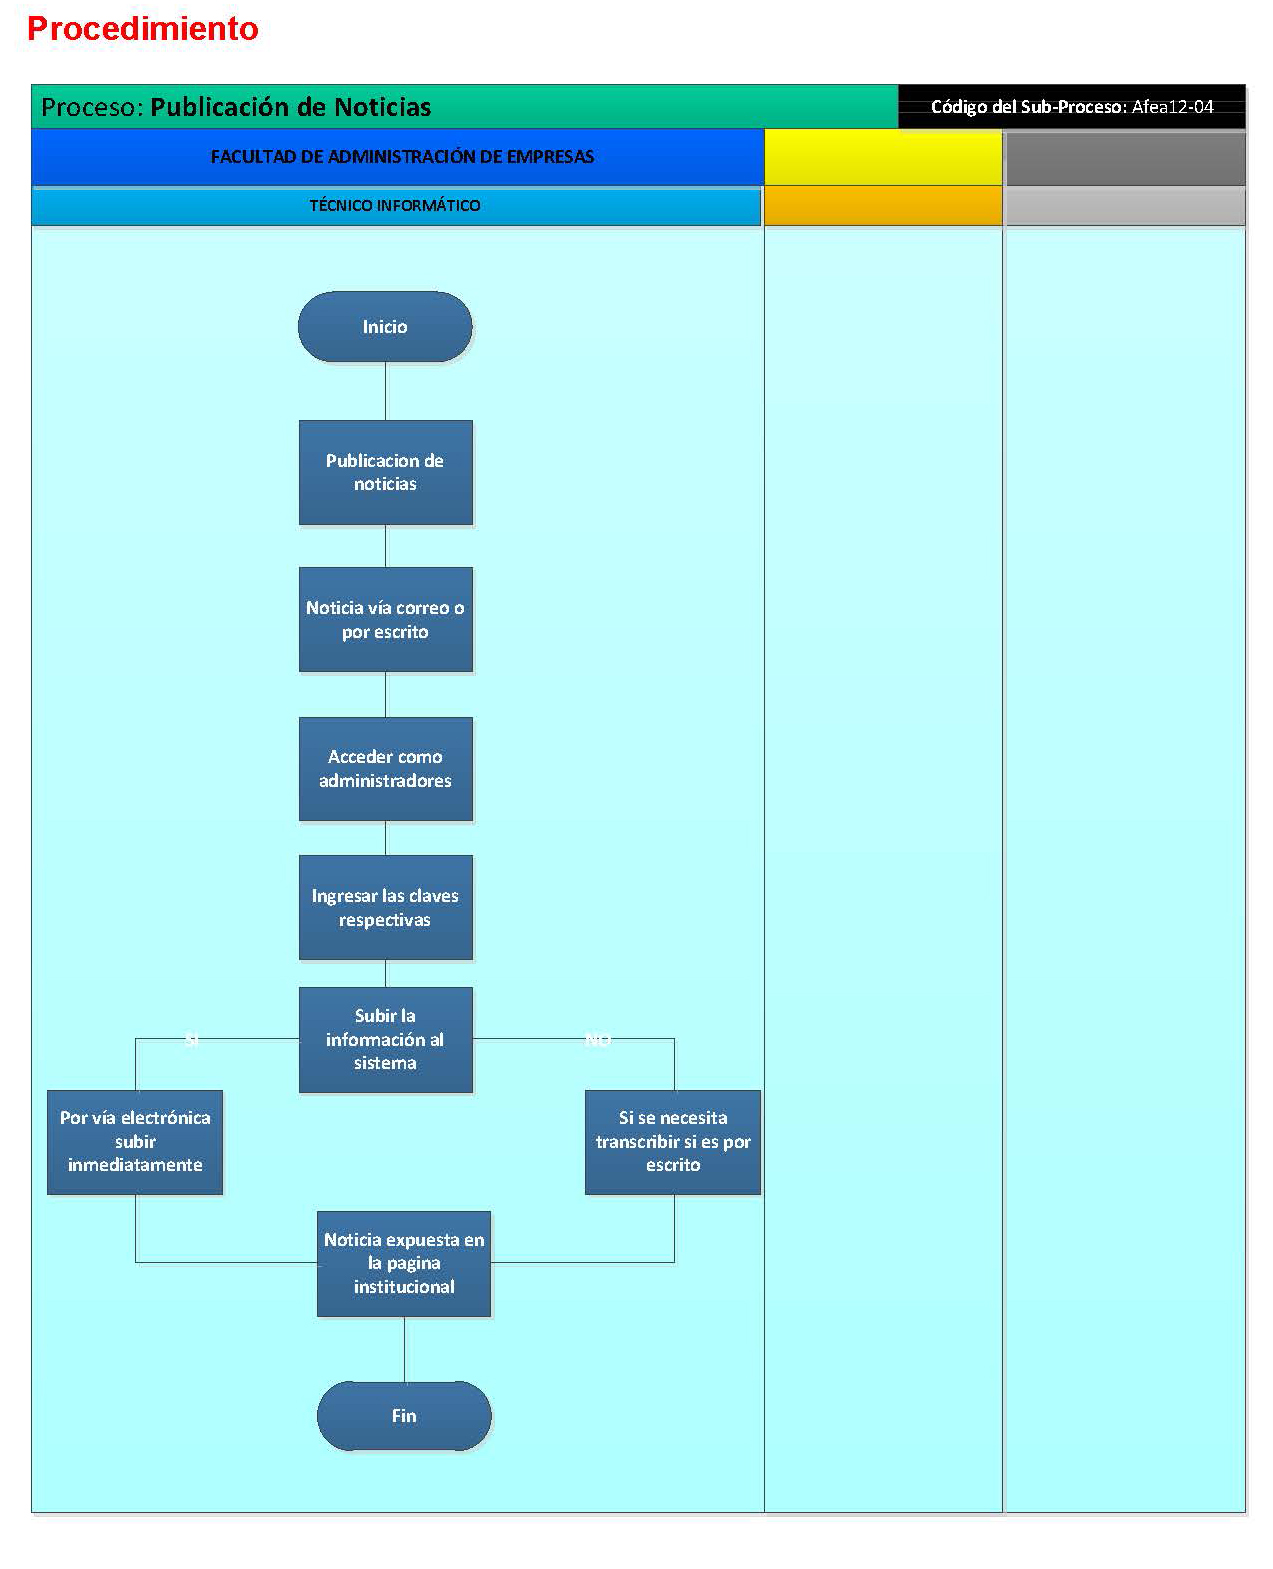 Procedimiento
Proceso: Publicación de Noticias
Código del Sub-Proceso: Afea12-04
FACULTAD DE ADMINISTRACIÓN DE EMPRESAS
TÉCNICO INFORMÁTICO
Inicio
Publicacion de
noticias
Noticia vía correo o
por escrito
Acceder como
administradores
Ingresar las claves
respectivas
Subir la
información al
sistema
SI
NO
Por vía electrónica
subir
inmediatamente
Si se necesita
transcribir si es por
escrito
Noticia expuesta en
la pagina
institucional
Fin